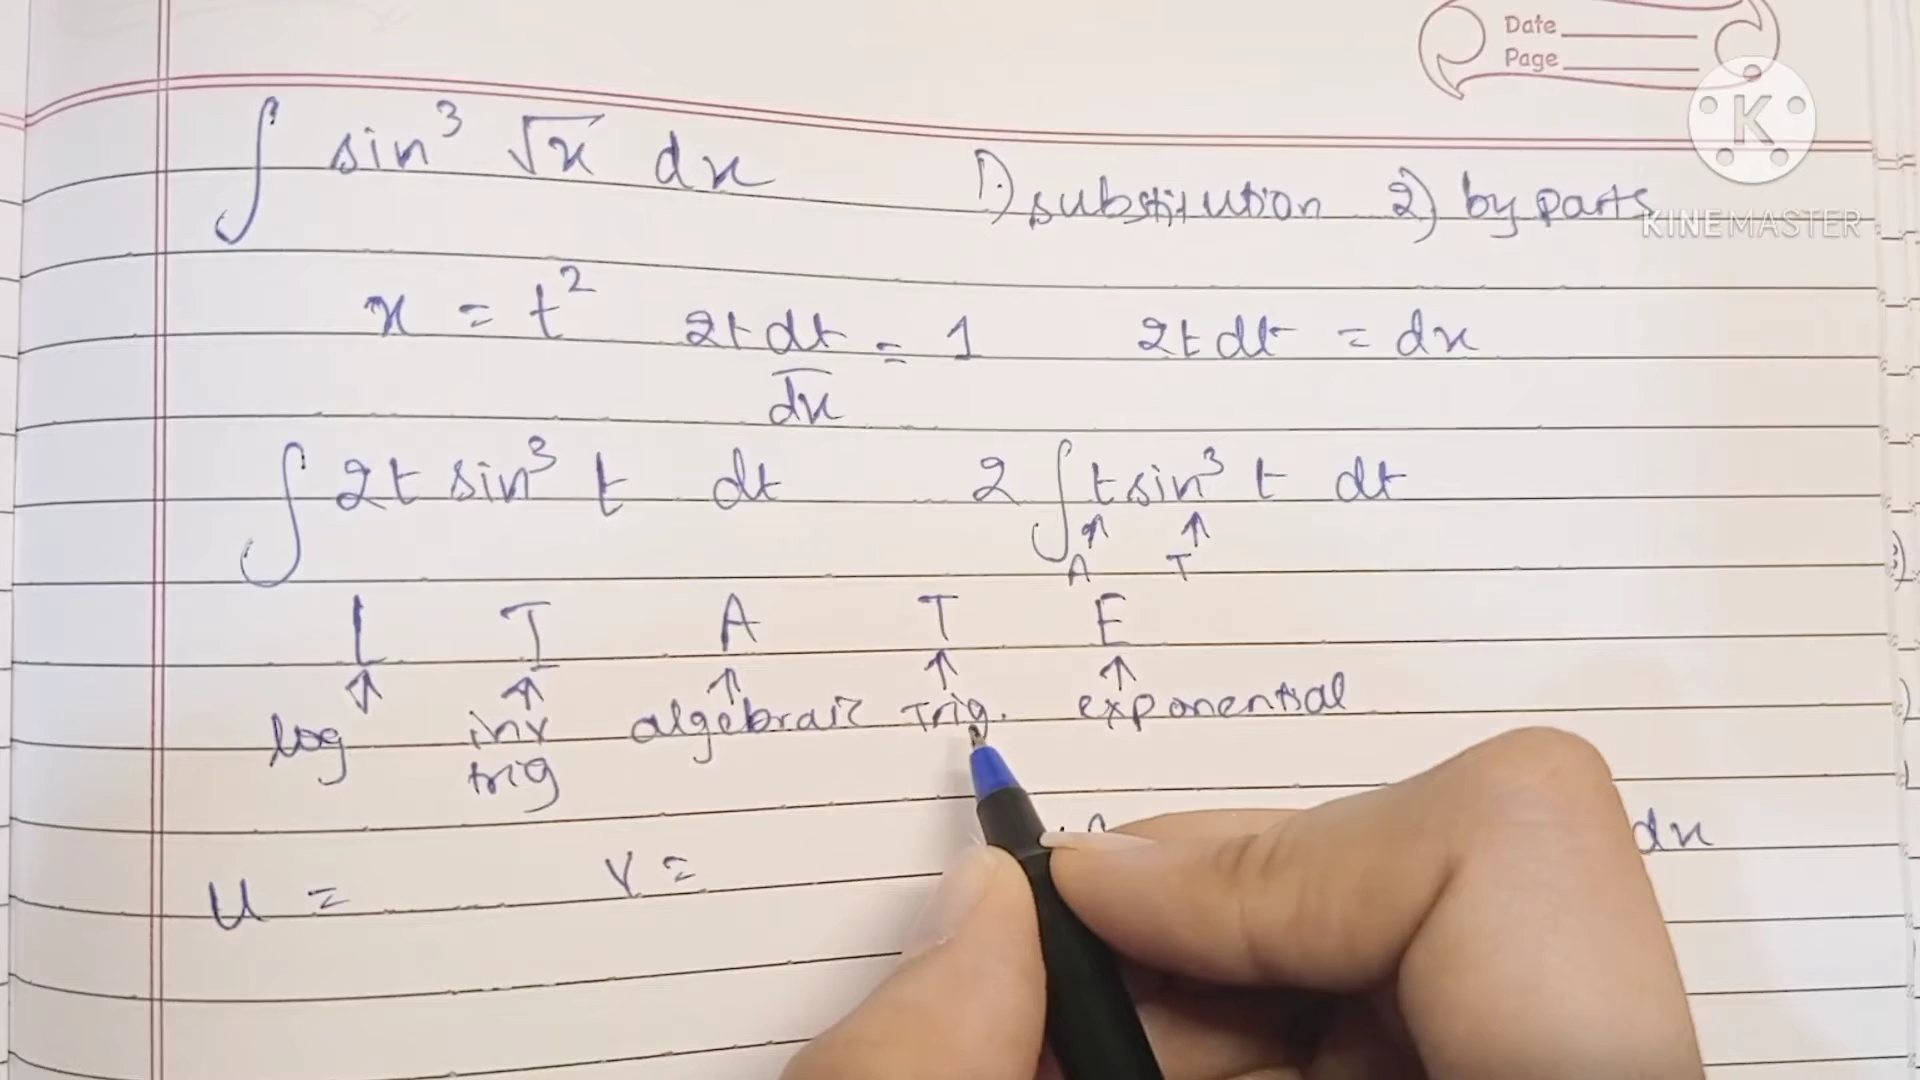 Date
Page
K
KINEMASTER
∫ sin³ √x dx 1.) substitution 2) by parts
x = t² 2t dt/dx = 1 2t dt = dx
∫ 2t sin³ t dt 2 ∫ t sin³ t dt
A T
L I A T E
log inv trig algebraic Trig. exponential
u = v = dx